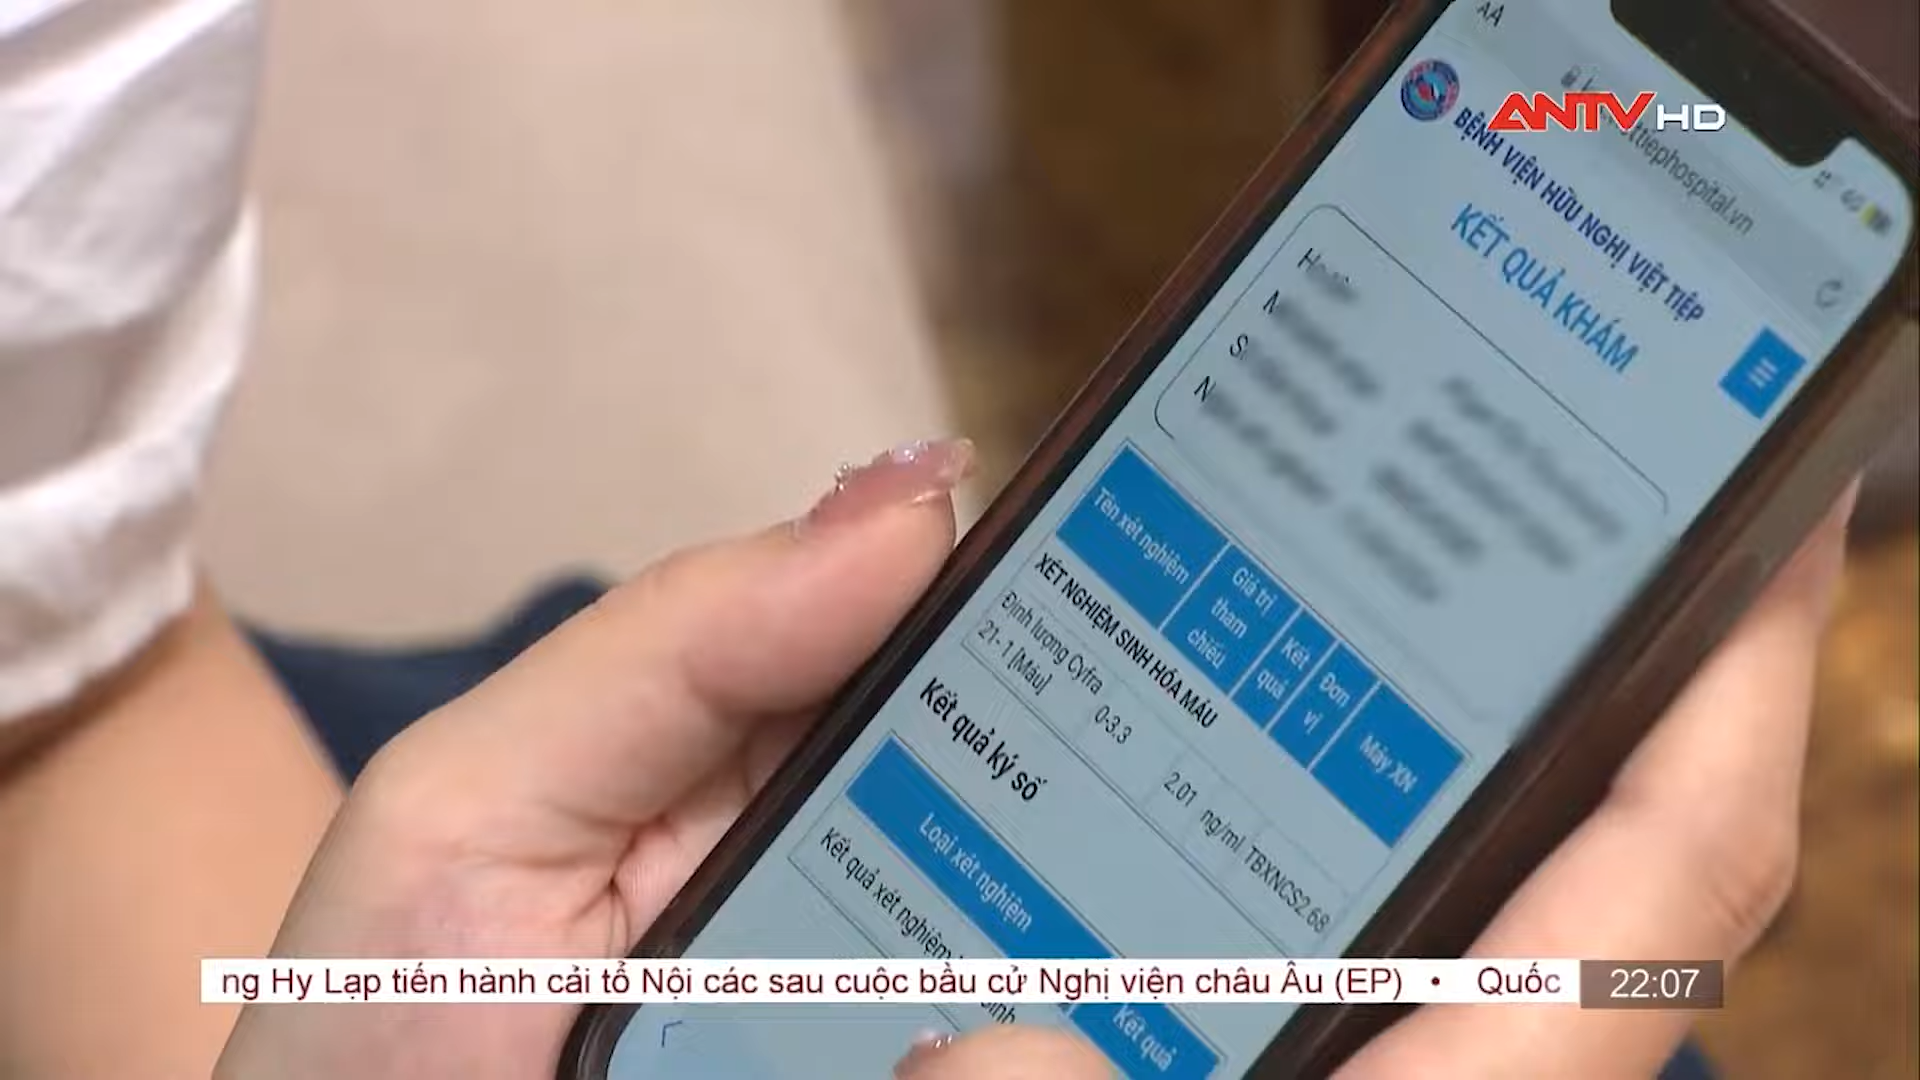 AA
ANTV HD
ttiephospital.vn
4G
BỆNH VIỆN HỮU NGHỊ VIỆT TIỆP
KẾT QUẢ KHÁM
Tên xét nghiệm
Giá trị
tham
chiếu
Kết
quả
Đơn
vị
Máy XN
XÉT NGHIỆM SINH HÓA MÁU
Định lượng Cyfra
21- 1 [Máu]
0-3.3
2.01
ng/ml
TBXNCS2.68
Kết quả ký số
Loại xét nghiệm
Kết quả
Kết quả xét nghiệm
sinh
ng Hy Lạp tiến hành cải tổ Nội các sau cuộc bầu cử Nghị viện châu Âu (EP) • Quốc
22:07